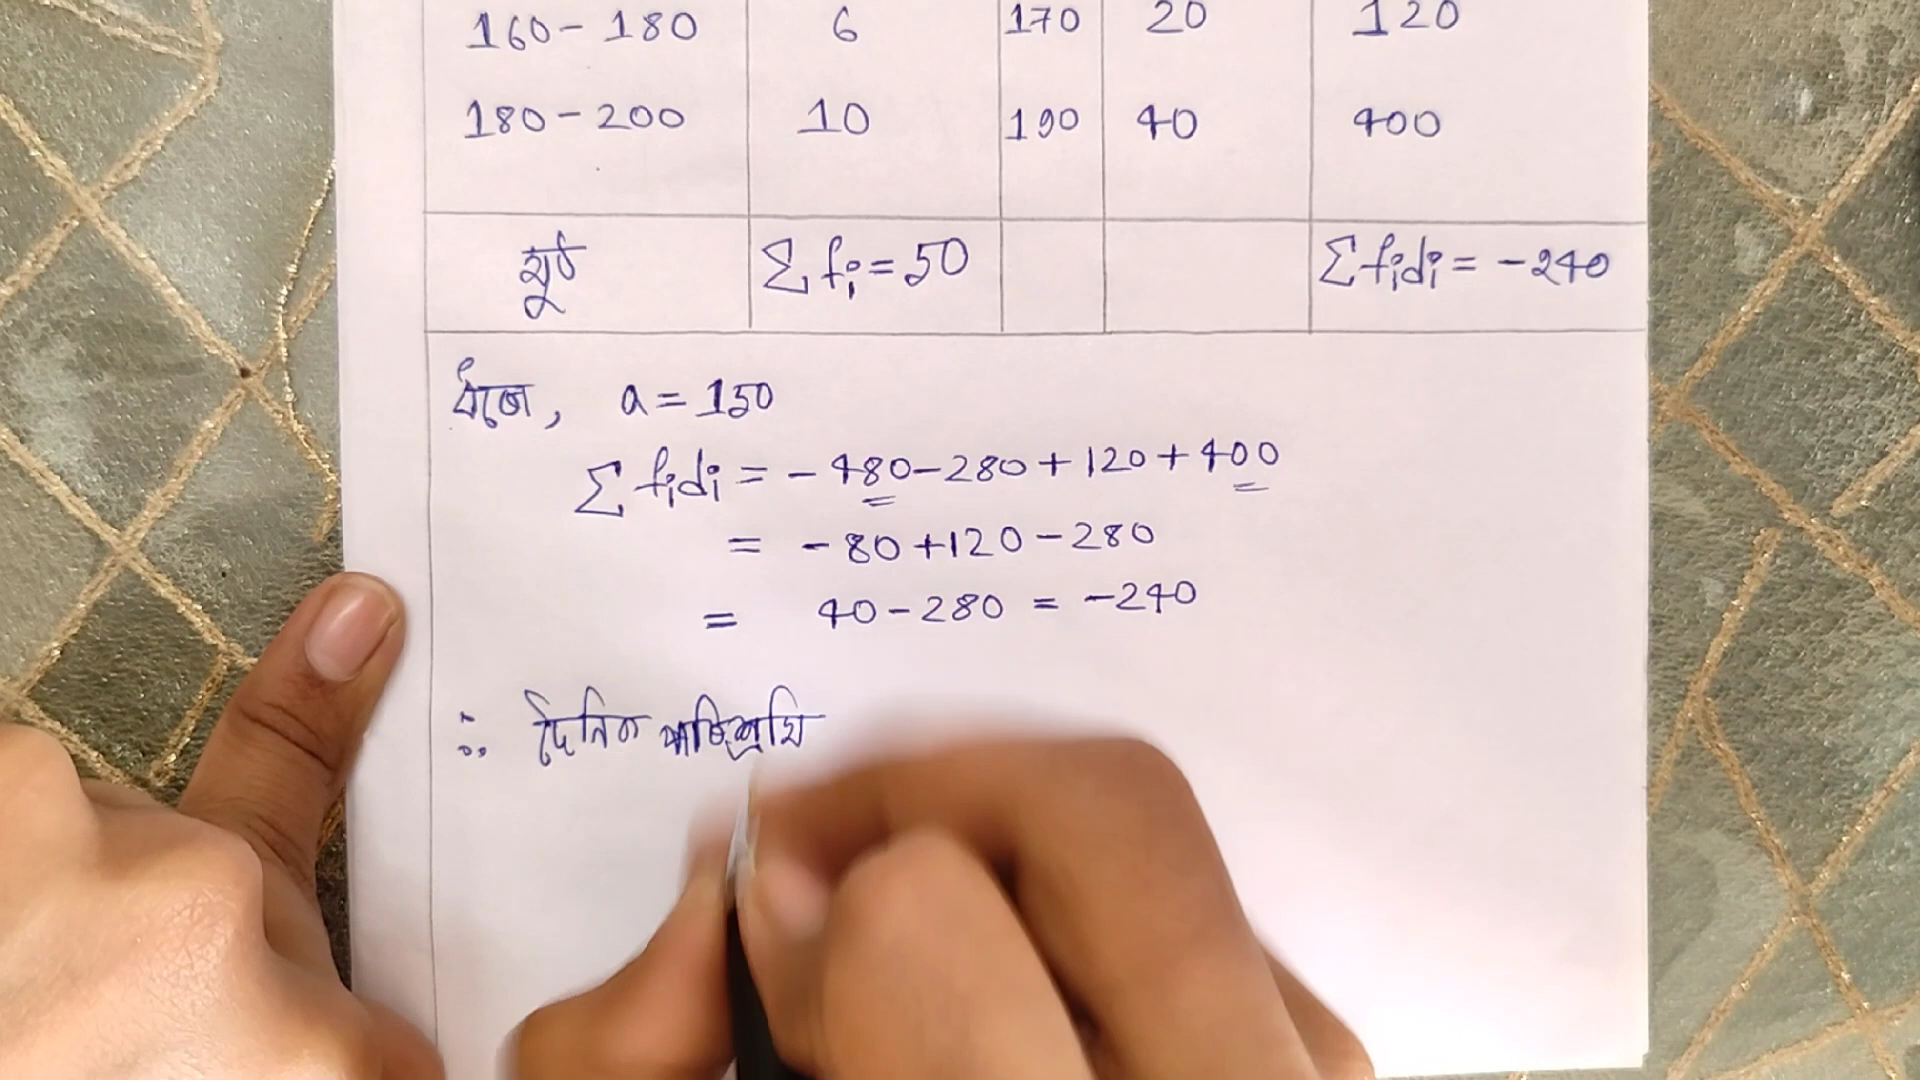 160-180 6 170 20 120
180-200 10 190 40 400
মুঠ Σfi=50 Σfidi = -240
ধৰিলে, a = 150
Σfidi = -480-280+120+400
= -80+120-280
= 40-280 = -240
∴ দৈনিক